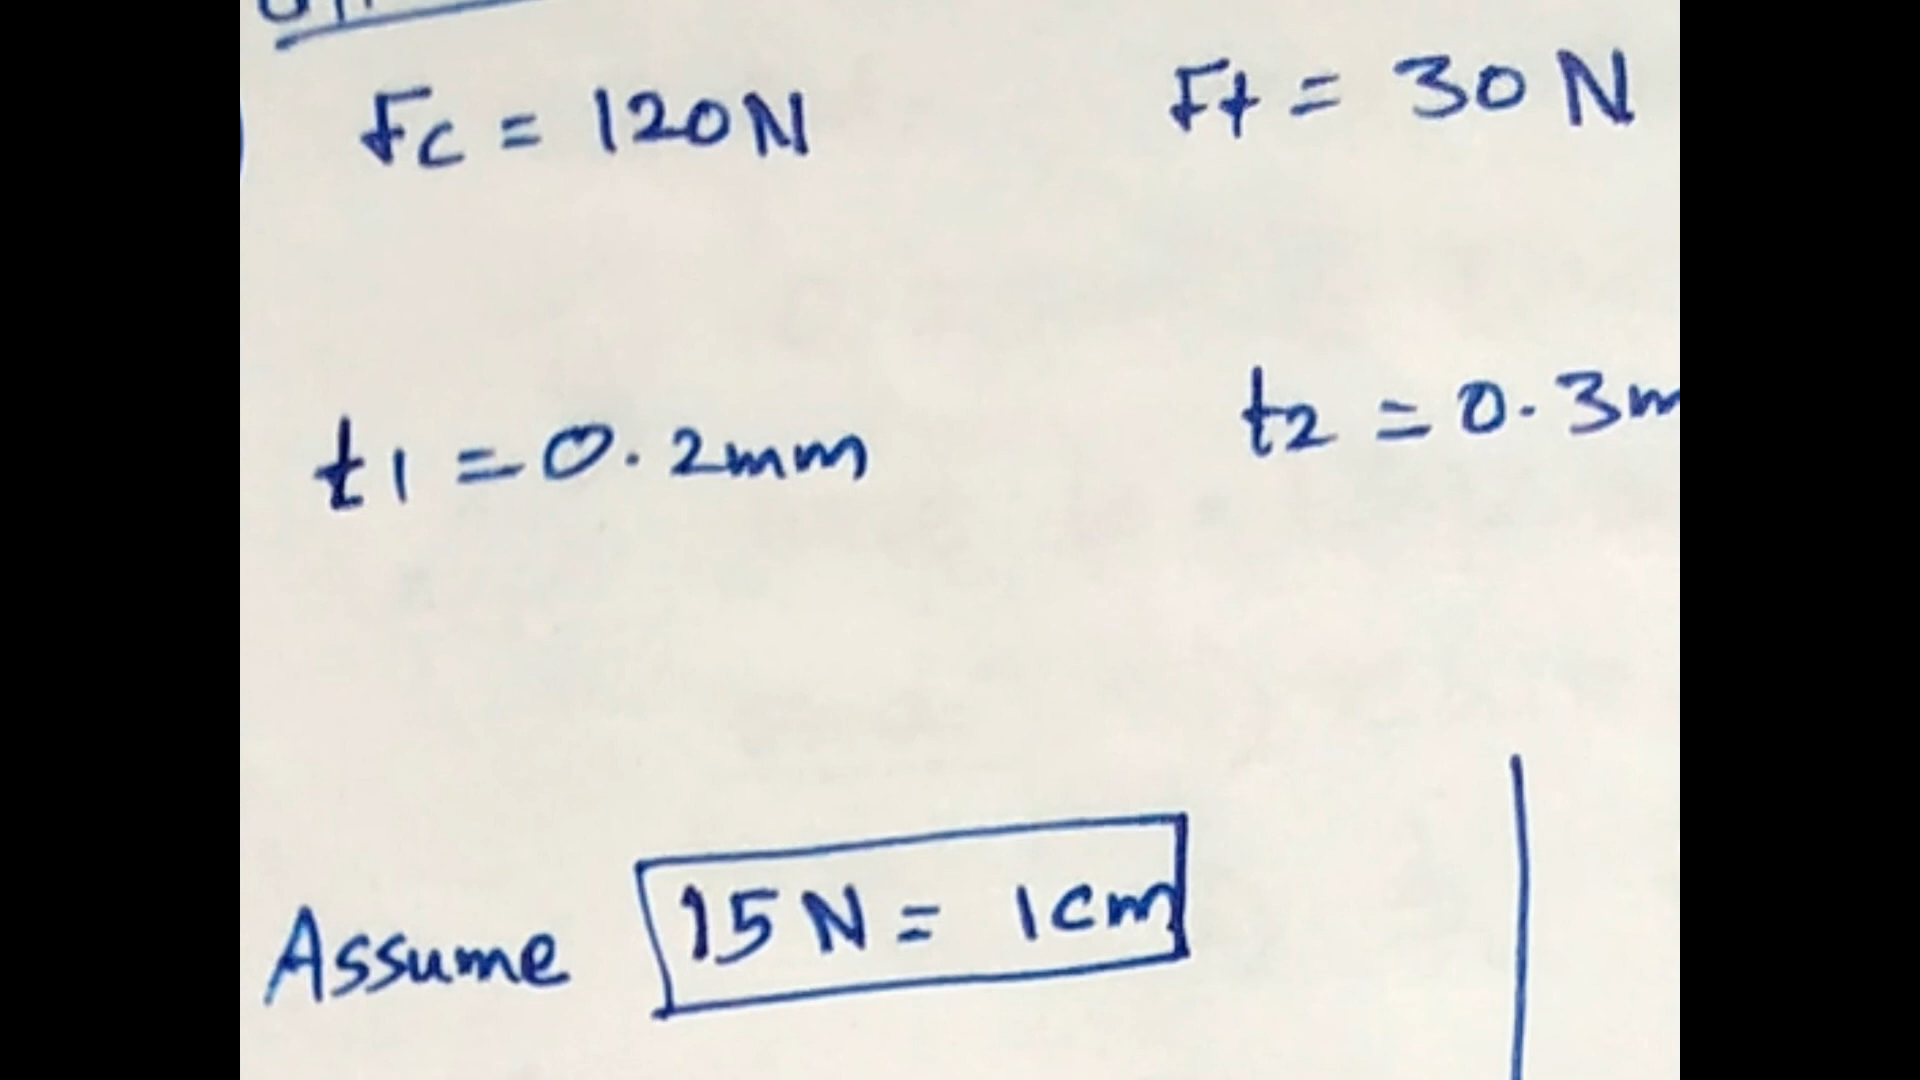 Fc = 120N
Ft = 30 N
t1 = 0.2mm
t2 = 0.3m
Assume 15N = 1cm